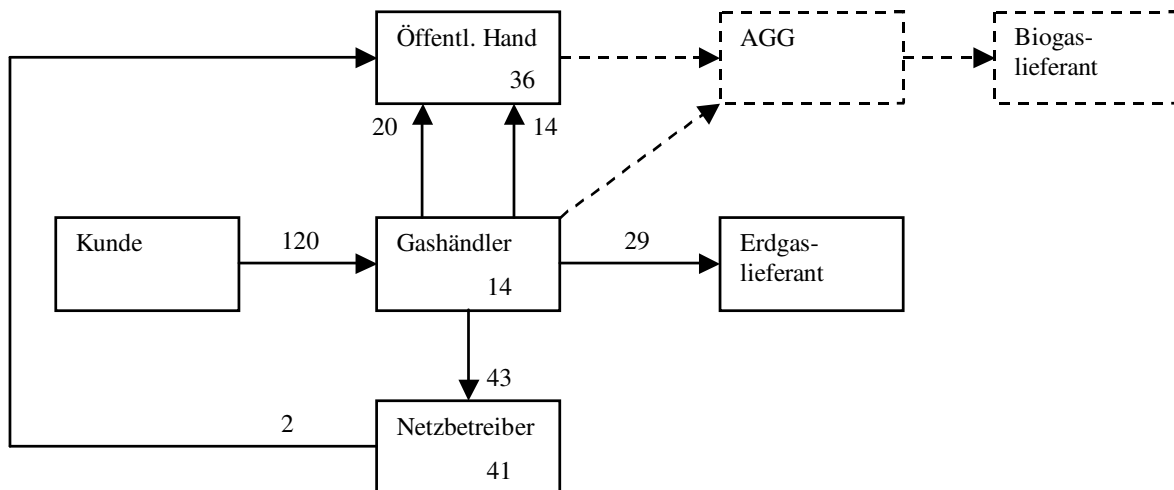 Öffentl. Hand
36
AGG
Biogas-
lieferant
20
14
Kunde
120
Gashändler
14
29
Erdgas-
lieferant
43
2
Netzbetreiber
41